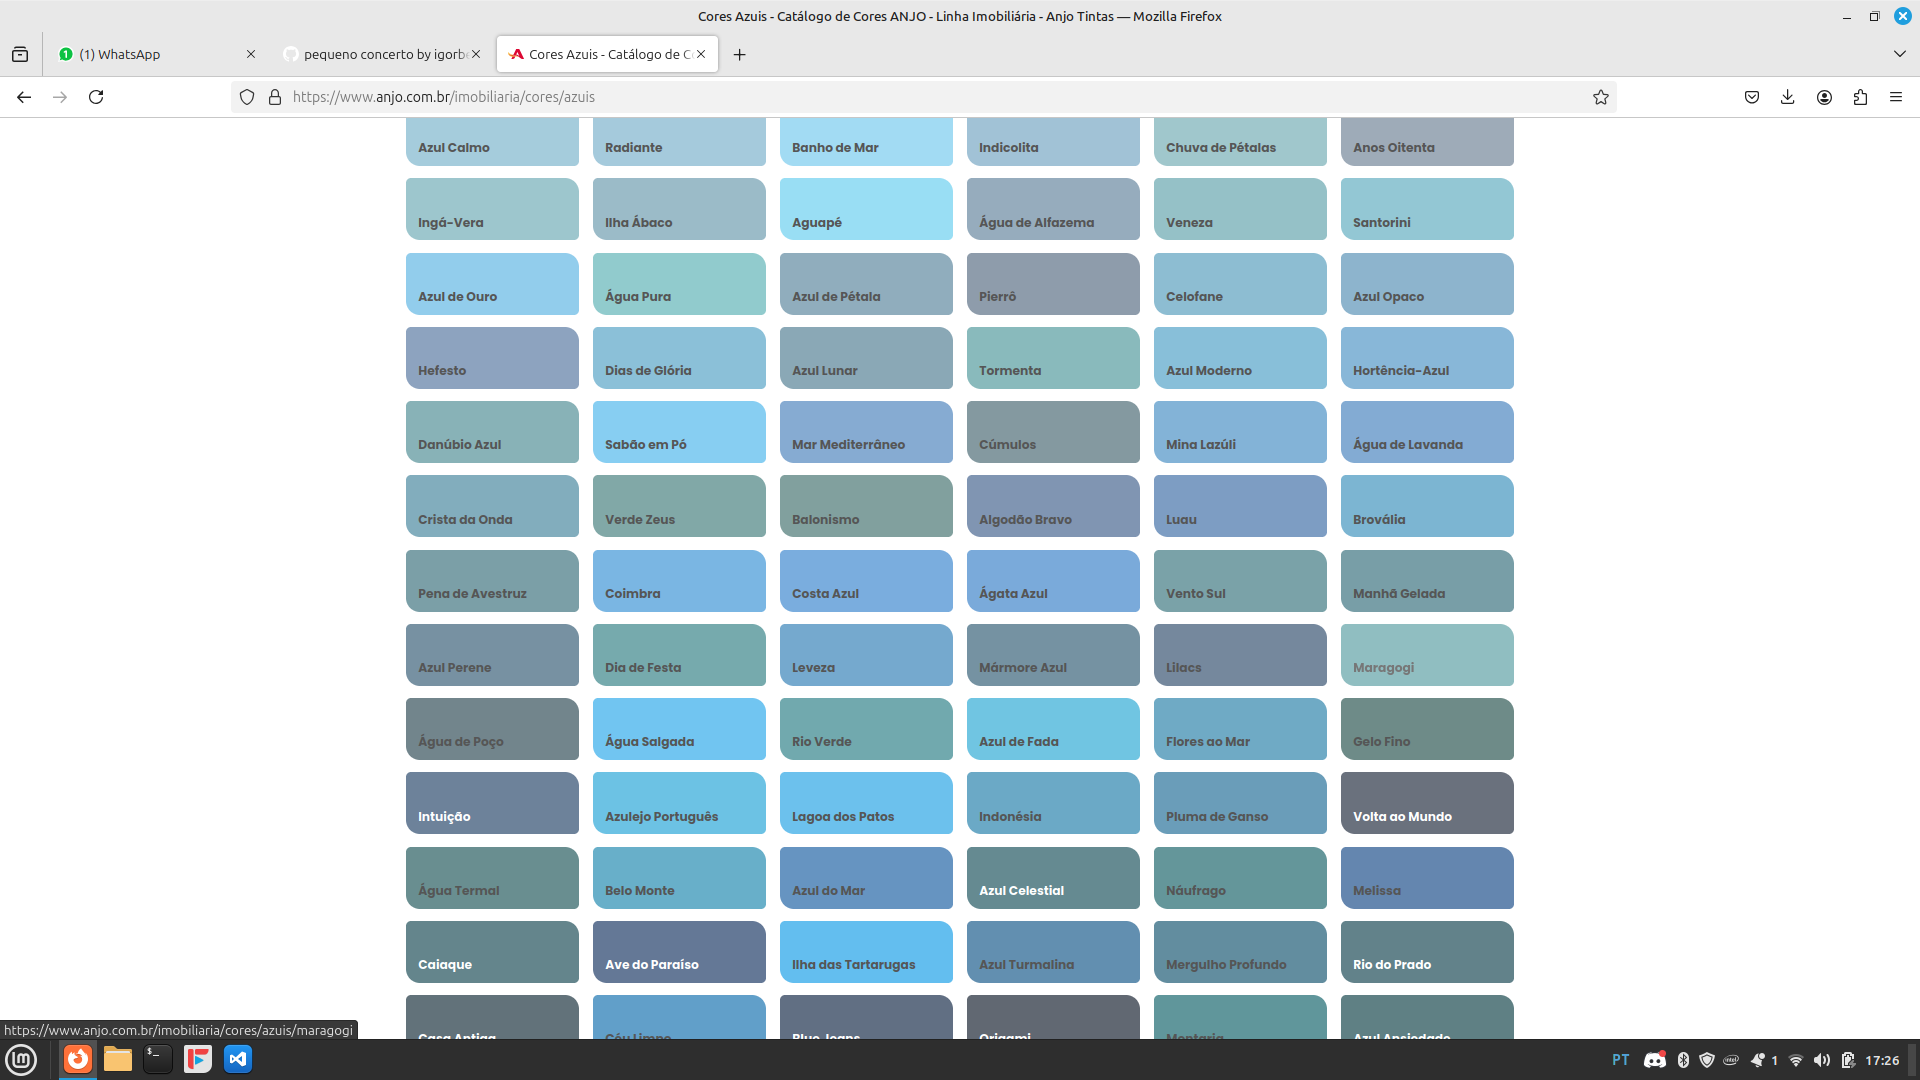 Cores Azuis - Catálogo de Cores ANJO - Linha Imobiliária - Anjo Tintas — Mozilla Firefox
(1) WhatsApp
pequeno concerto by igorb
Cores Azuis - Catálogo de C
https://www.anjo.com.br/imobiliaria/cores/azuis
Azul Calmo Radiante Banho de Mar Indicolita Chuva de Pétalas Anos Oitenta
Ingá-Vera Ilha Ábaco Aguapé Água de Alfazema Veneza Santorini
Azul de Ouro Água Pura Azul de Pétala Pierrô Celofane Azul Opaco
Hefesto Dias de Glória Azul Lunar Tormenta Azul Moderno Hortência-Azul
Danúbio Azul Sabão em Pó Mar Mediterrâneo Cúmulos Mina Lazúli Água de Lavanda
Crista da Onda Verde Zeus Balonismo Algodão Bravo Luau Brovália
Pena de Avestruz Coimbra Costa Azul Ágata Azul Vento Sul Manhã Gelada
Azul Perene Dia de Festa Leveza Mármore Azul Lilacs Maragogi
Água de Poço Água Salgada Rio Verde Azul de Fada Flores ao Mar Gelo Fino
Intuição Azulejo Português Lagoa dos Patos Indonésia Pluma de Ganso Volta ao Mundo
Água Termal Belo Monte Azul do Mar Azul Celestial Náufrago Melissa
Caiaque Ave do Paraíso Ilha das Tartarugas Azul Turmalina Mergulho Profundo Rio do Prado
Casa Antiga Céu Limpo Blue Jeans Origami Montaria Azul Ansiedade
https://www.anjo.com.br/imobiliaria/cores/azuis/maragogi
PT 1 17:26